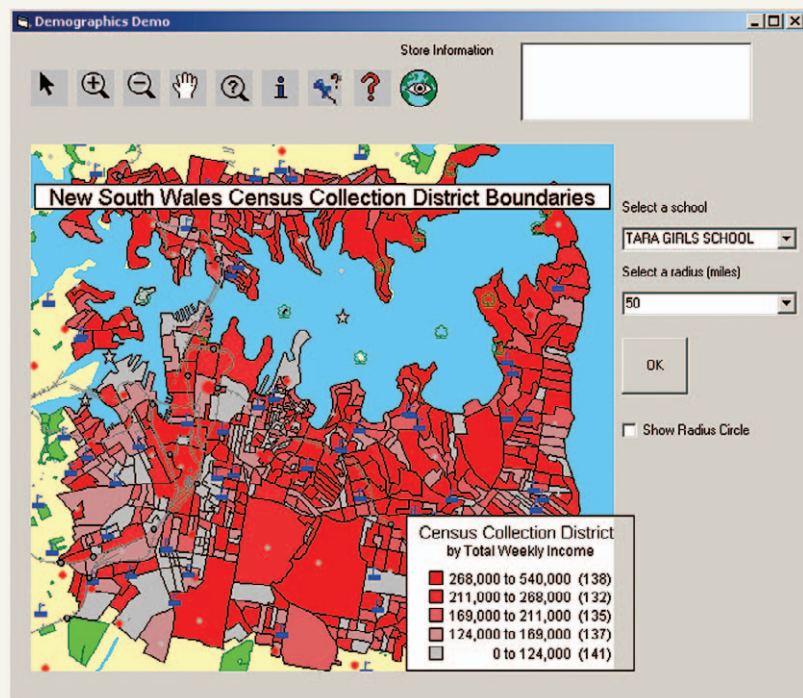 Demographics Demo
Store Information
New South Wales Census Collection District Boundaries
Select a school
TARA GIRLS SCHOOL
Select a radius (miles)
50
OK
Show Radius Circle
Census Collection District
by Total Weekly Income
268,000 to 540,000 (138)
211,000 to 268,000 (132)
169,000 to 211,000 (135)
124,000 to 169,000 (137)
0 to 124,000 (141)